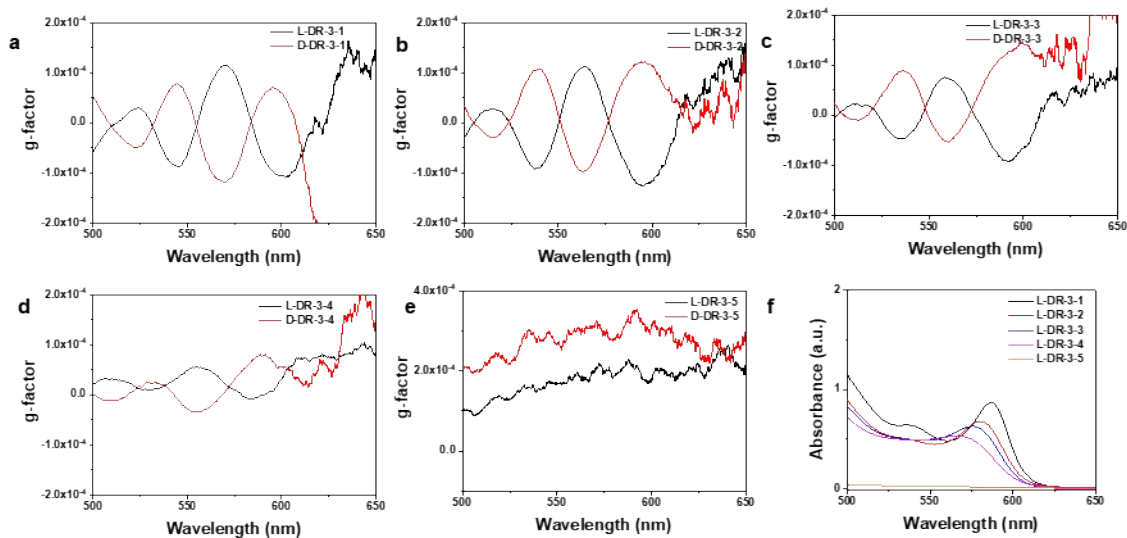 a
L-DR-3-1
D-DR-3-1
2.0x10⁻⁴
1.0x10⁻⁴
0.0
-1.0x10⁻⁴
-2.0x10⁻⁴
g-factor
500
550
600
650
Wavelength (nm)
b
L-DR-3-2
D-DR-3-2
2.0x10⁻⁴
1.0x10⁻⁴
0.0
-1.0x10⁻⁴
-2.0x10⁻⁴
g-factor
500
550
600
650
Wavelength (nm)
c
L-DR-3-3
D-DR-3-3
2.0x10⁻⁴
1.0x10⁻⁴
0.0
-1.0x10⁻⁴
-2.0x10⁻⁴
g-factor
500
550
600
650
Wavelength (nm)
d
L-DR-3-4
D-DR-3-4
2.0x10⁻⁴
1.0x10⁻⁴
0.0
-1.0x10⁻⁴
-2.0x10⁻⁴
g-factor
500
550
600
650
Wavelength (nm)
e
L-DR-3-5
D-DR-3-5
4.0x10⁻⁴
2.0x10⁻⁴
0.0
g-factor
500
550
600
650
Wavelength (nm)
f
L-DR-3-1
L-DR-3-2
L-DR-3-3
L-DR-3-4
L-DR-3-5
2
1
0
Absorbance (a.u.)
500
550
600
650
Wavelength (nm)